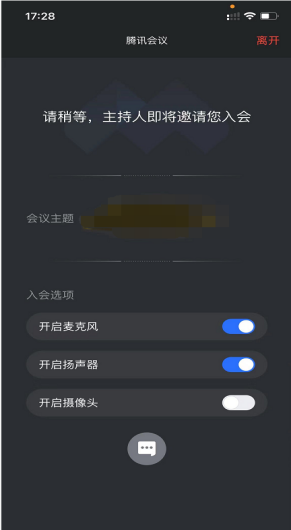 17:28
腾讯会议
离开
请稍等，主持人即将邀请您入会
会议主题
入会选项
开启麦克风
开启扬声器
开启摄像头